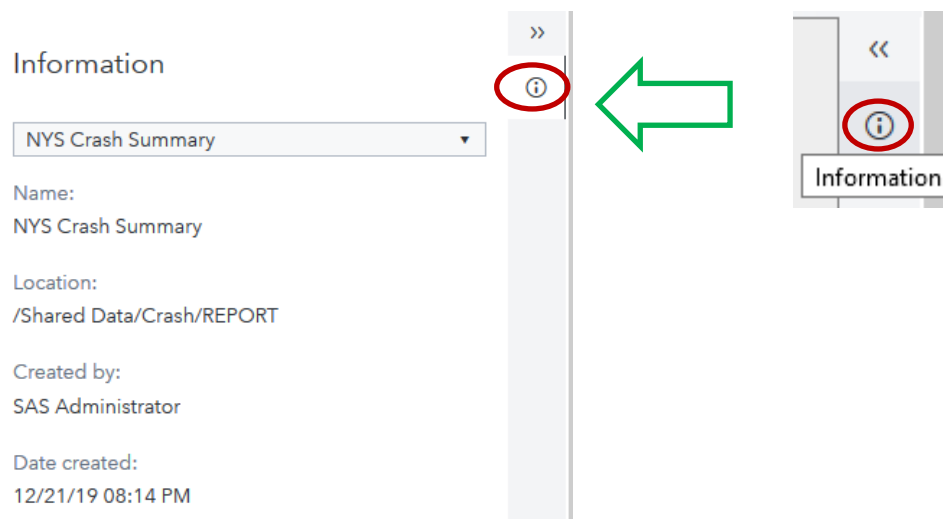 Information
NYS Crash Summary
Name:
NYS Crash Summary
Location:
/Shared Data/Crash/REPORT
Created by:
SAS Administrator
Date created:
12/21/19 08:14 PM
Information